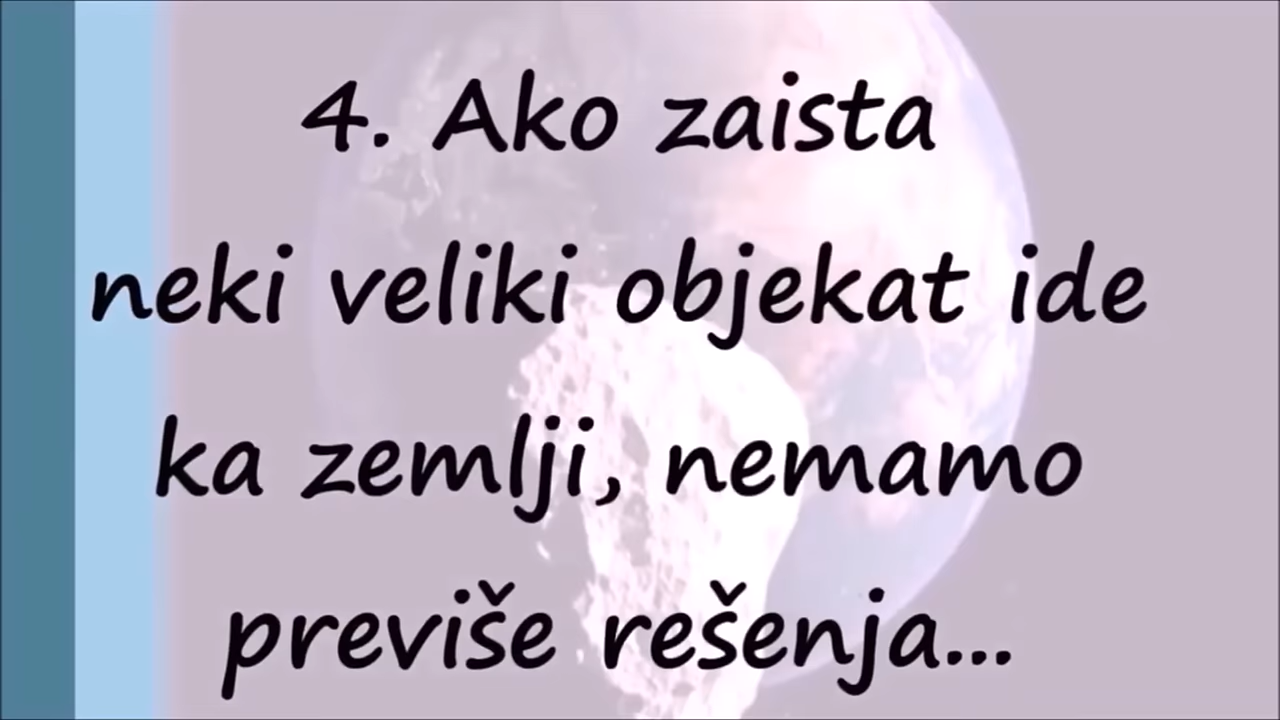 4. Ako zaista
neki veliki objekat ide
ka zemlji, nemamo
previše rešenja...